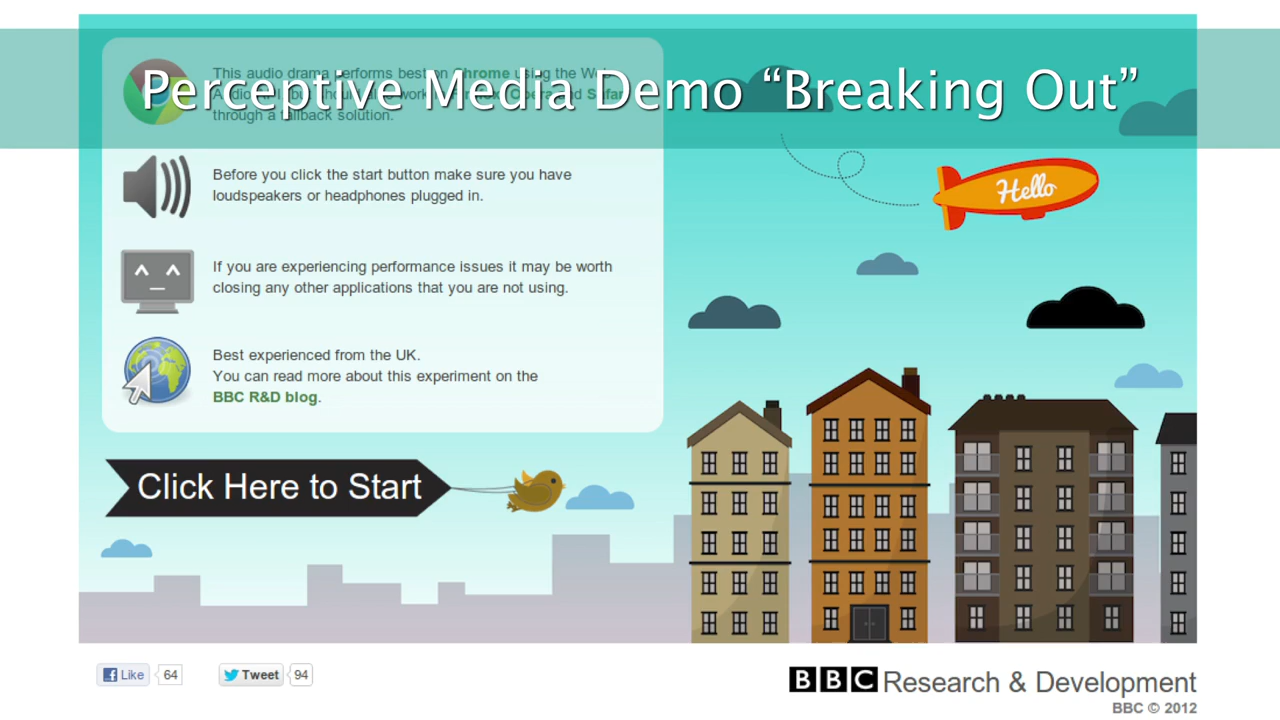 Perceptive Media Demo “Breaking Out”
This audio drama performs best on Chrome using the Web
through a fallback solution.
Before you click the start button make sure you have
loudspeakers or headphones plugged in.
Hello
If you are experiencing performance issues it may be worth
closing any other applications that you are not using.
Best experienced from the UK.
You can read more about this experiment on the
BBC R&D blog.
Click Here to Start
Like 64 Tweet 94
BBC Research & Development
BBC © 2012